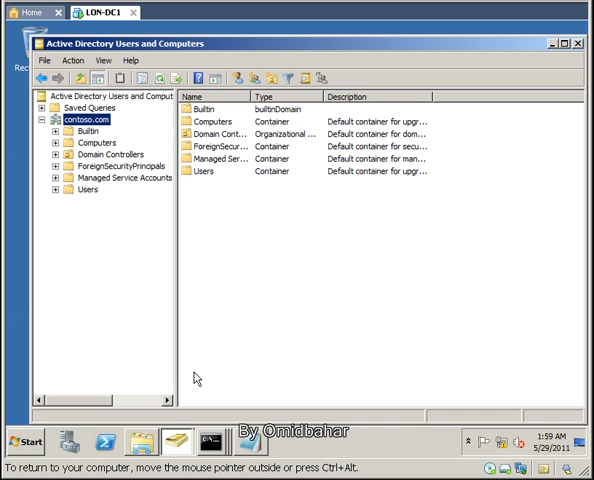 Home
LON-DC1
Active Directory Users and Computers
File Action View Help
Active Directory Users and Comput
Saved Queries
contoso.com
Builtin
Computers
Domain Controllers
ForeignSecurityPrincipals
Managed Service Accounts
Users
Name Type Description
Builtin builtinDomain
Computers Container Default container for upgr...
Domain Cont... Organizational ... Default container for dom...
ForeignSecur... Container Default container for secu...
Managed Ser... Container Default container for man...
Users Container Default container for upgr...
Rec
By Omidbahar
Start
1:59 AM
5/29/2011
To return to your computer, move the mouse pointer outside or press Ctrl+Alt.